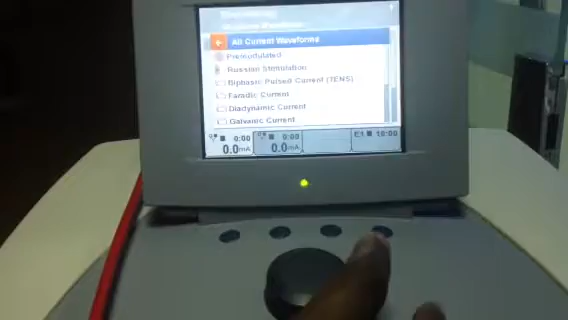 All Current Waveforms
Premodulated
Russian Stimulation
Biphasic Pulsed Current (TENS)
Faradic Current
Diadynamic Current
Galvanic Current
0:00 0:00 E1 10:00
0.0mA 0.0mA